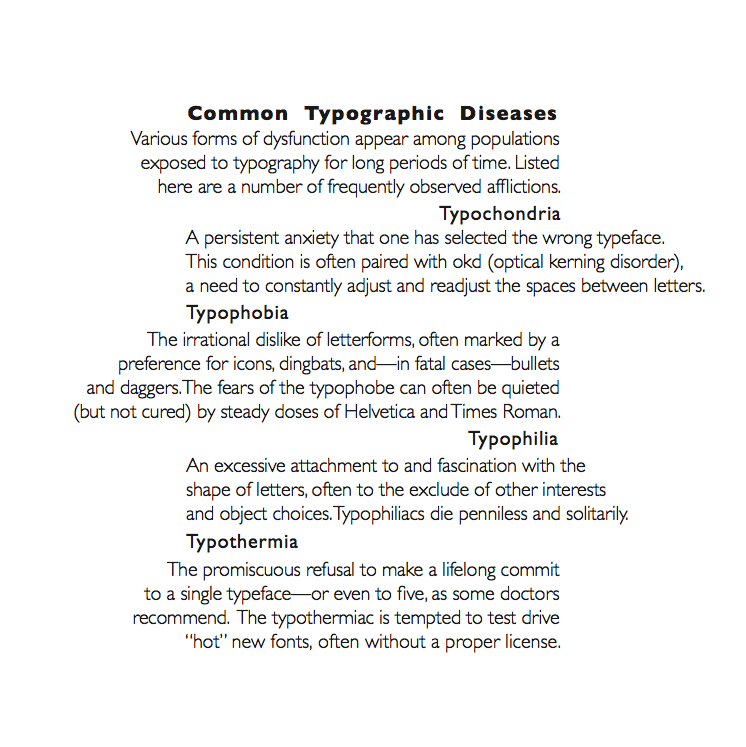 Common Typographic Diseases
Various forms of dysfunction appear among populations
exposed to typography for long periods of time. Listed
here are a number of frequently observed afflictions.
Typochondria
A persistent anxiety that one has selected the wrong typeface.
This condition is often paired with okd (optical kerning disorder),
a need to constantly adjust and readjust the spaces between letters.
Typophobia
The irrational dislike of letterforms, often marked by a
preference for icons, dingbats, and—in fatal cases—bullets
and daggers.The fears of the typophobe can often be quieted
(but not cured) by steady doses of Helvetica and Times Roman.
Typophilia
An excessive attachment to and fascination with the
shape of letters, often to the exclude of other interests
and object choices.Typophiliacs die penniless and solitarily.
Typothermia
The promiscuous refusal to make a lifelong commit
to a single typeface—or even to five, as some doctors
recommend. The typothermiac is tempted to test drive
“hot” new fonts, often without a proper license.